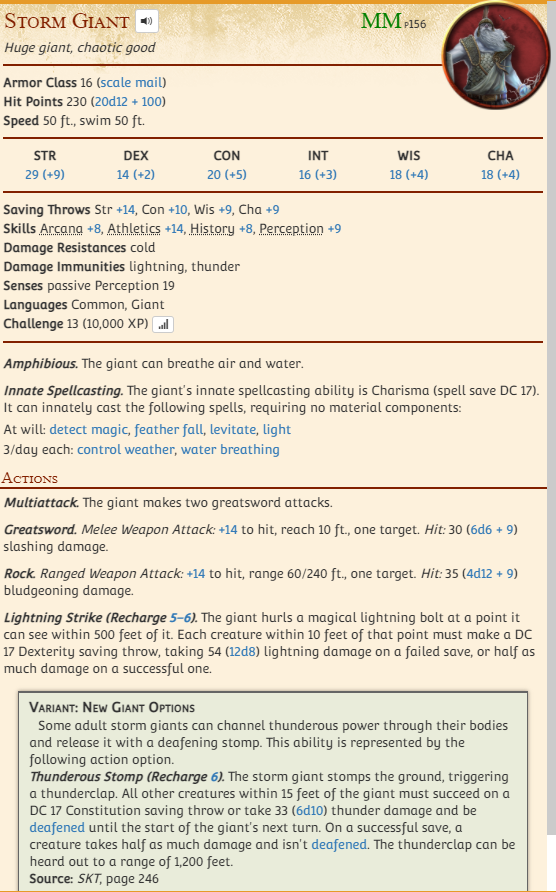 Storm Giant
MM p156
Huge giant, chaotic good
Armor Class 16 (scale mail)
Hit Points 230 (20d12 + 100)
Speed 50 ft., swim 50 ft.
STR DEX CON INT WIS CHA
29 (+9) 14 (+2) 20 (+5) 16 (+3) 18 (+4) 18 (+4)
Saving Throws Str +14, Con +10, Wis +9, Cha +9
Skills Arcana +8, Athletics +14, History +8, Perception +9
Damage Resistances cold
Damage Immunities lightning, thunder
Senses passive Perception 19
Languages Common, Giant
Challenge 13 (10,000 XP)
Amphibious. The giant can breathe air and water.
Innate Spellcasting. The giant's innate spellcasting ability is Charisma (spell save DC 17).
It can innately cast the following spells, requiring no material components:
At will: detect magic, feather fall, levitate, light
3/day each: control weather, water breathing
Actions
Multiattack. The giant makes two greatsword attacks.
Greatsword. Melee Weapon Attack: +14 to hit, reach 10 ft., one target. Hit: 30 (6d6 + 9)
slashing damage.
Rock. Ranged Weapon Attack: +14 to hit, range 60/240 ft., one target. Hit: 35 (4d12 + 9)
bludgeoning damage.
Lightning Strike (Recharge 5–6). The giant hurls a magical lightning bolt at a point it
can see within 500 feet of it. Each creature within 10 feet of that point must make a DC
17 Dexterity saving throw, taking 54 (12d8) lightning damage on a failed save, or half as
much damage on a successful one.
Variant: New Giant Options
Some adult storm giants can channel thunderous power through their bodies
and release it with a deafening stomp. This ability is represented by the
following action option.
Thunderous Stomp (Recharge 6). The storm giant stomps the ground, triggering
a thunderclap. All other creatures within 15 feet of the giant must succeed on a
DC 17 Constitution saving throw or take 33 (6d10) thunder damage and be
deafened until the start of the giant's next turn. On a successful save, a
creature takes half as much damage and isn't deafened. The thunderclap can be
heard out to a range of 1,200 feet.
Source: SKT, page 246